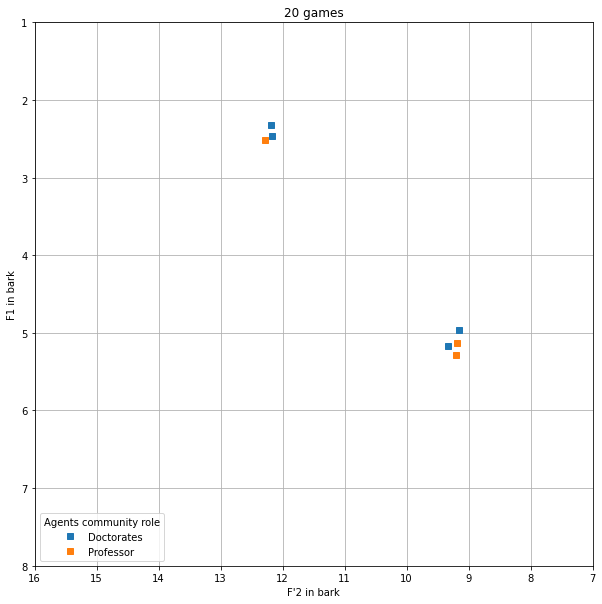 20 games
1
2
3
4
5
6
7
8
F1 in bark
Agents community role
Doctorates
Professor
16 15 14 13 12 11 10 9 8 7
F'2 in bark